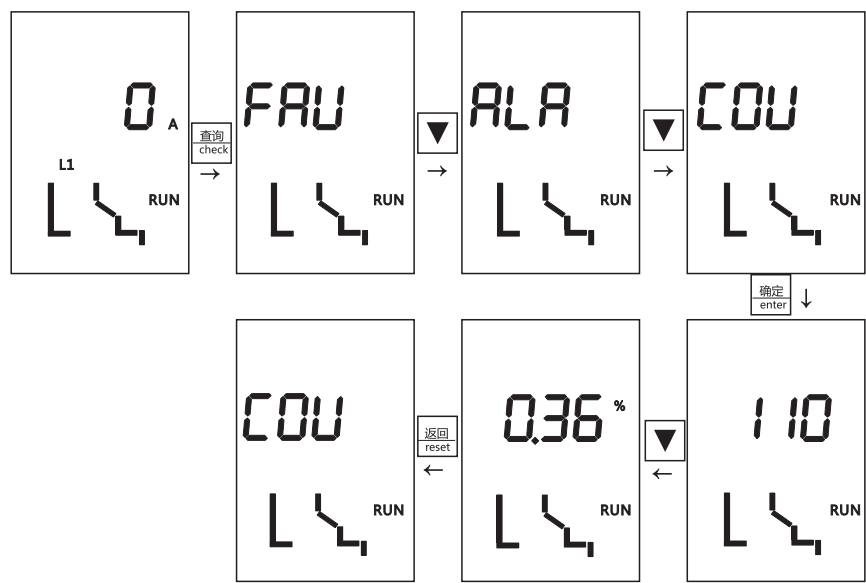 0 A
L1
RUN
查询
check
→
FAU
RUN
▼
→
ALA
RUN
▼
→
COU
RUN
确定
enter
↓
110
RUN
▼
←
0.36 %
RUN
返回
reset
←
COU
RUN